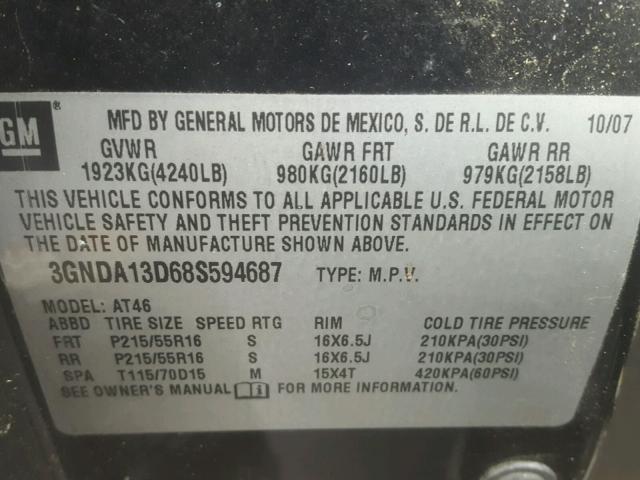 GM ® MFD BY GENERAL MOTORS DE MEXICO, S. DE R.L. DE C.V. 10/07
GVWR GAWR FRT GAWR RR
1923KG(4240LB) 980KG(2160LB) 979KG(2158LB)
THIS VEHICLE CONFORMS TO ALL APPLICABLE U.S. FEDERAL MOTOR
VEHICLE SAFETY AND THEFT PREVENTION STANDARDS IN EFFECT ON
THE DATE OF MANUFACTURE SHOWN ABOVE.
3GNDA13D68S594687 TYPE: M.P.V.
MODEL: AT46
ABBD TIRE SIZE SPEED RTG RIM COLD TIRE PRESSURE
FRT P215/55R16 S 16X6.5J 210KPA(30PSI)
RR P215/55R16 S 16X6.5J 210KPA(30PSI)
SPA T115/70D15 M 15X4T 420KPA(60PSI)
SEE OWNER'S MANUAL i FOR MORE INFORMATION.